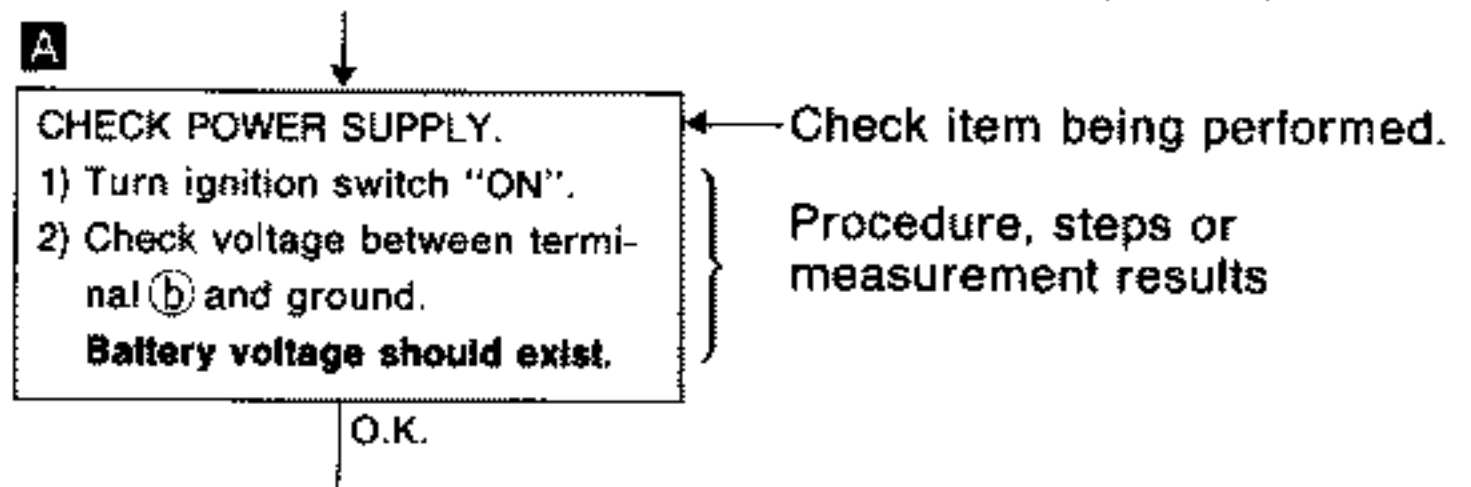 A
CHECK POWER SUPPLY.
1) Turn ignition switch "ON".
2) Check voltage between termi-
nal ⓑ and ground.
Battery voltage should exist.
O.K.
Check item being performed.
Procedure, steps or
measurement results